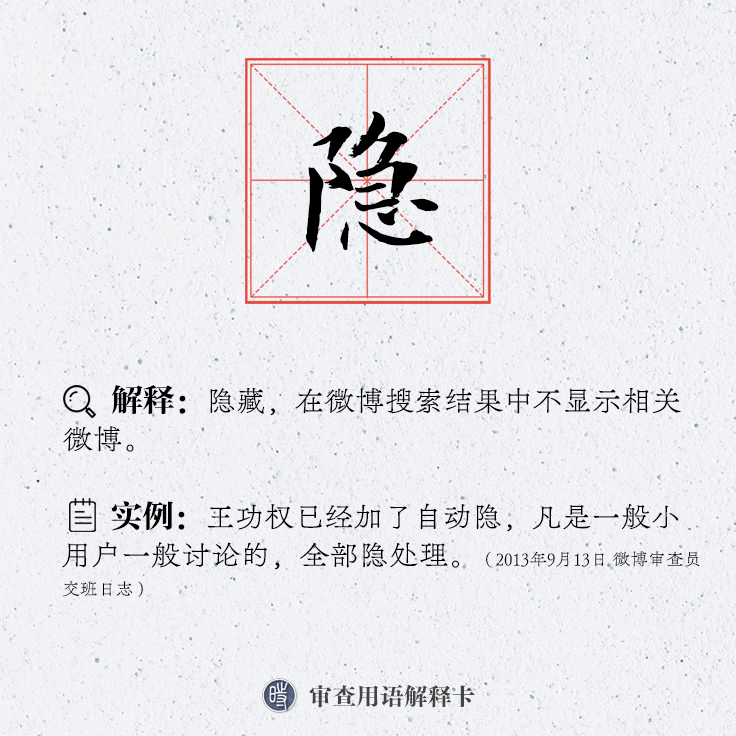 隐
解释：隐藏，在微博搜索结果中不显示相关
微博。
实例：王功权已经加了自动隐，凡是一般小
用户一般讨论的，全部隐处理。（2013年9月13日 微博审查员
交班日志）
時 审查用语解释卡